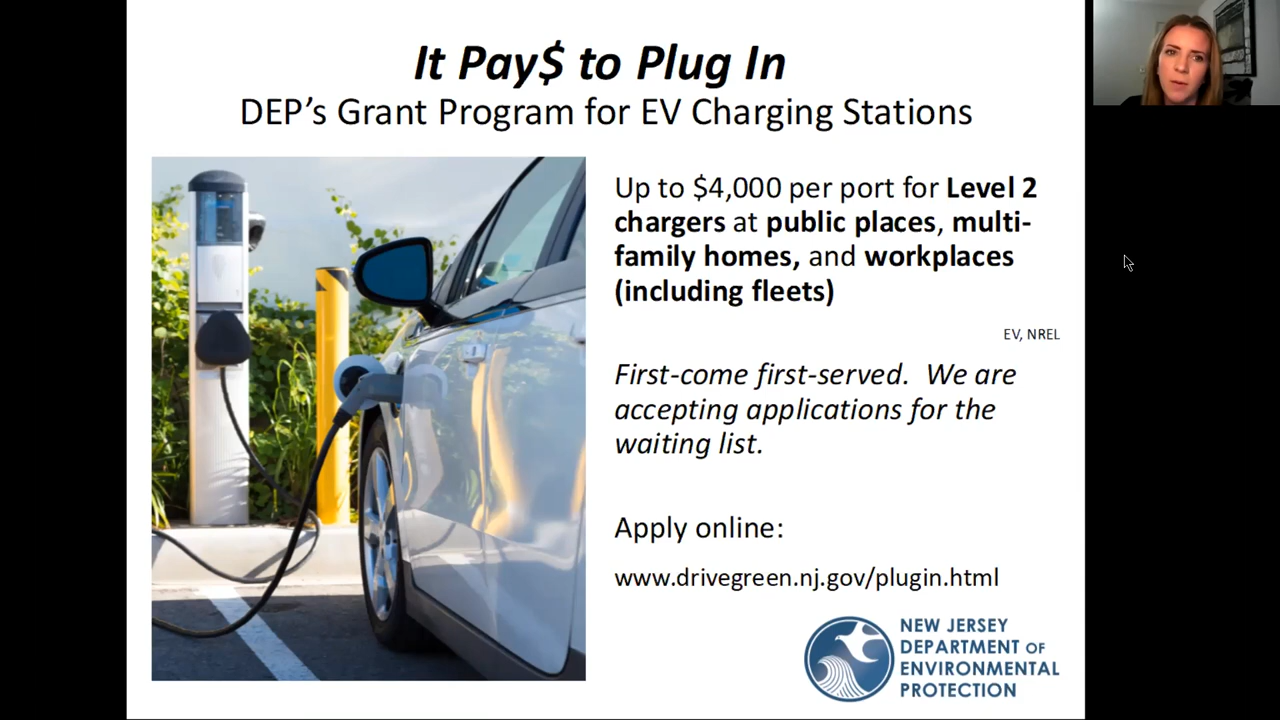 It Pay$ to Plug In
DEP's Grant Program for EV Charging Stations
Up to $4,000 per port for Level 2
chargers at public places, multi-
family homes, and workplaces
(including fleets)
EV, NREL
First-come first-served.  We are
accepting applications for the
waiting list.
Apply online:
www.drivegreen.nj.gov/plugin.html
NEW JERSEY
DEPARTMENT OF
ENVIRONMENTAL
PROTECTION